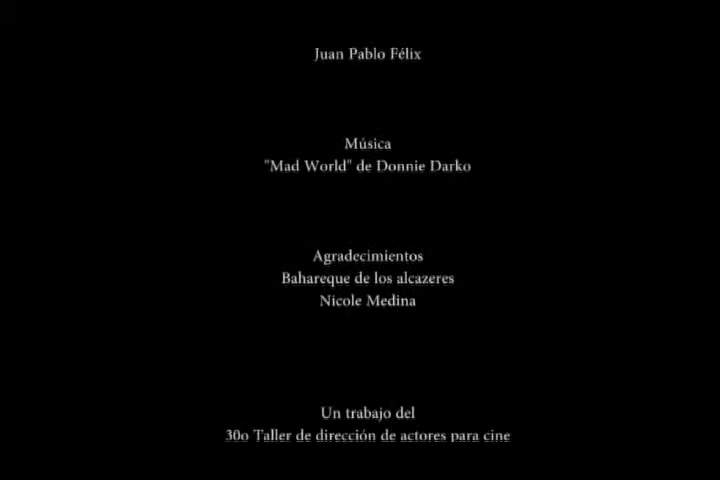 Juan Pablo Félix
Música
"Mad World" de Donnie Darko
Agradecimientos
Bahareque de los alcazeres
Nicole Medina
Un trabajo del
30o Taller de dirección de actores para cine